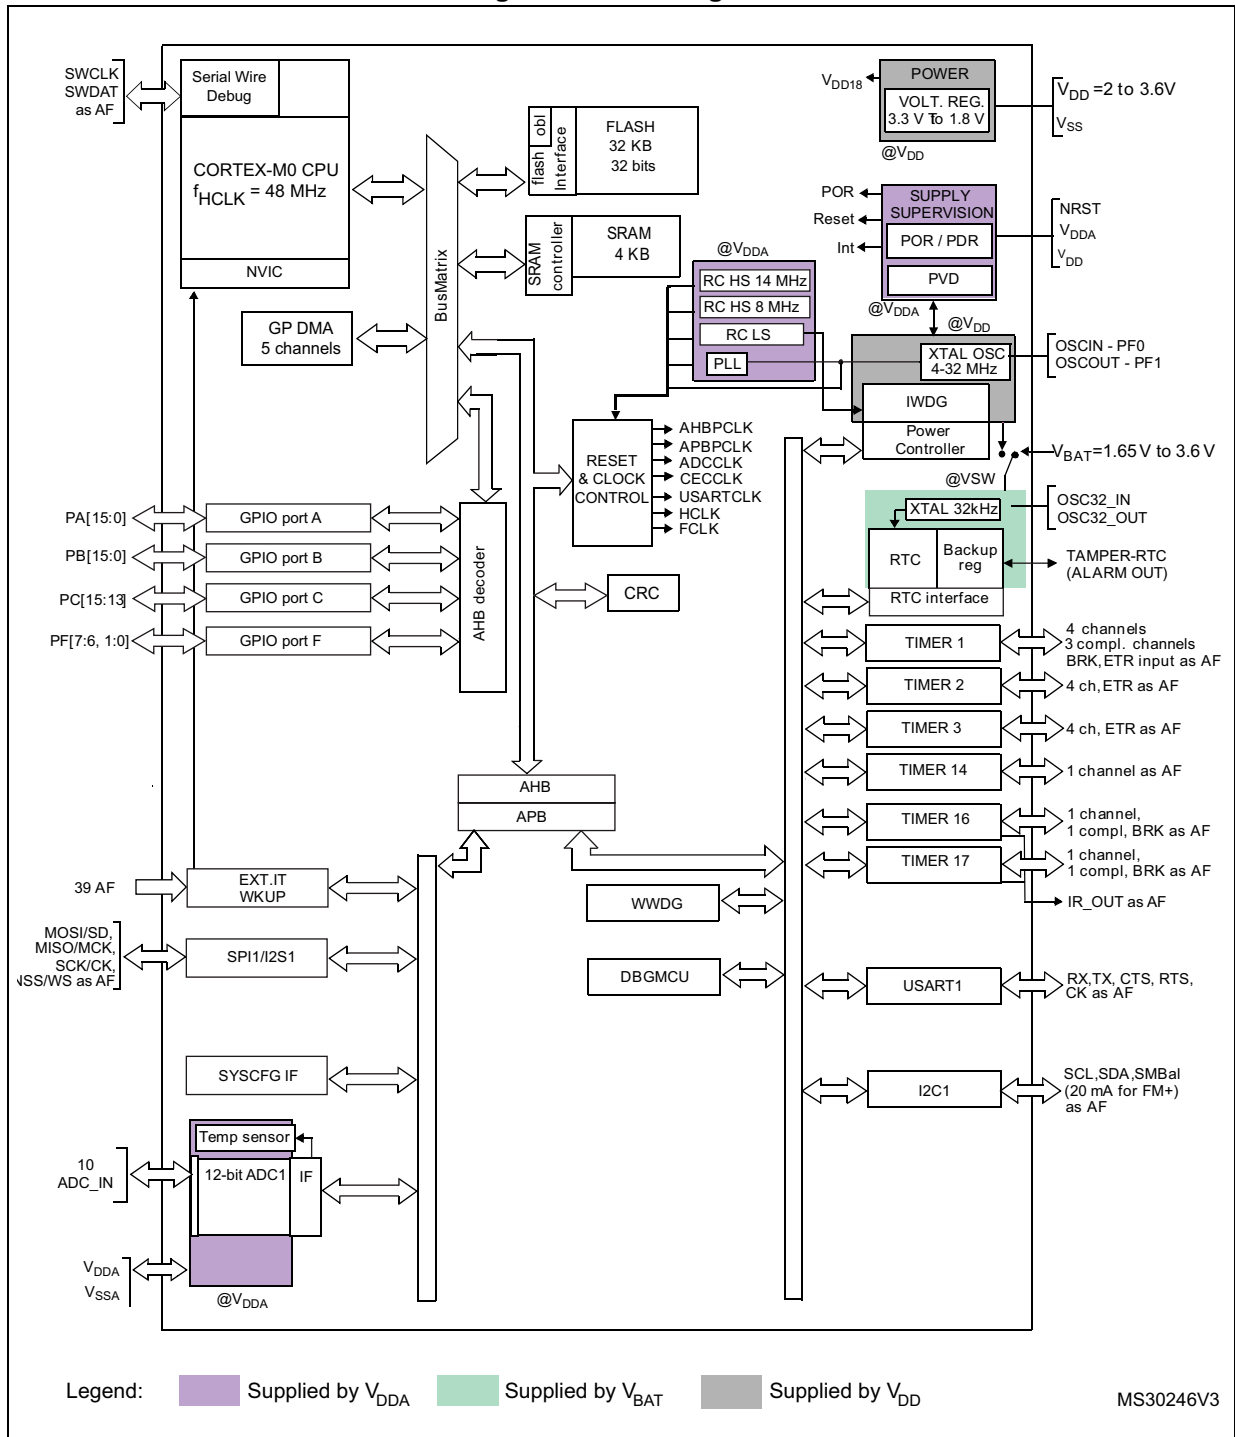 SWCLK
SWDAT
as AF
Serial Wire
Debug
CORTEX-M0 CPU
fHCLK = 48 MHz
NVIC
GP DMA
5 channels
BusMatrix
flash
obl
Interface
FLASH
32 KB
32 bits
SRAM
controller
SRAM
4 KB
VDD18
POWER
VOLT. REG.
3.3 V To 1.8 V
@VDD
VDD =2 to 3.6V
VSS
POR
Reset
Int
SUPPLY
SUPERVISION
POR / PDR
PVD
NRST
VDDA
VDD
@VDDA
@VDD
@VDDA
RC HS 14 MHz
RC HS 8 MHz
RC LS
PLL
XTAL OSC
4-32 MHz
OSCIN - PF0
OSCOUT - PF1
IWDG
Power
Controller
VBAT=1.65 V to 3.6 V
@VSW
RESET
& CLOCK
CONTROL
AHBPCLK
APBPCLK
ADCCLK
CECCLK
USARTCLK
HCLK
FCLK
XTAL 32kHz
OSC32_IN
OSC32_OUT
RTC
Backup
reg
RTC interface
TAMPER-RTC
(ALARM OUT)
PA[15:0]
GPIO port A
PB[15:0]
GPIO port B
PC[15:13]
GPIO port C
PF[7:6, 1:0]
GPIO port F
AHB decoder
CRC
TIMER 1
4 channels
3 compl. channels
BRK,ETR input as AF
TIMER 2
4 ch,ETR as AF
TIMER 3
4 ch, ETR as AF
TIMER 14
1 channel as AF
TIMER 16
1 channel,
1 compl, BRK as AF
TIMER 17
1 channel,
1 compl, BRK as AF
IR_OUT as AF
AHB
APB
39 AF
EXT.IT
WKUP
MOSI/SD,
MISO/MCK,
SCK/CK,
NSS/WS as AF
SPI1/I2S1
WWDG
DBGMCU
USART1
RX,TX, CTS, RTS,
CK as AF
SYSCFG IF
I2C1
SCL,SDA,SMBal
(20 mA for FM+)
as AF
10
ADC_IN
Temp sensor
12-bit ADC1
IF
VDDA
VSSA
@VDDA
Legend:
Supplied by VDDA
Supplied by VBAT
Supplied by VDD
MS30246V3